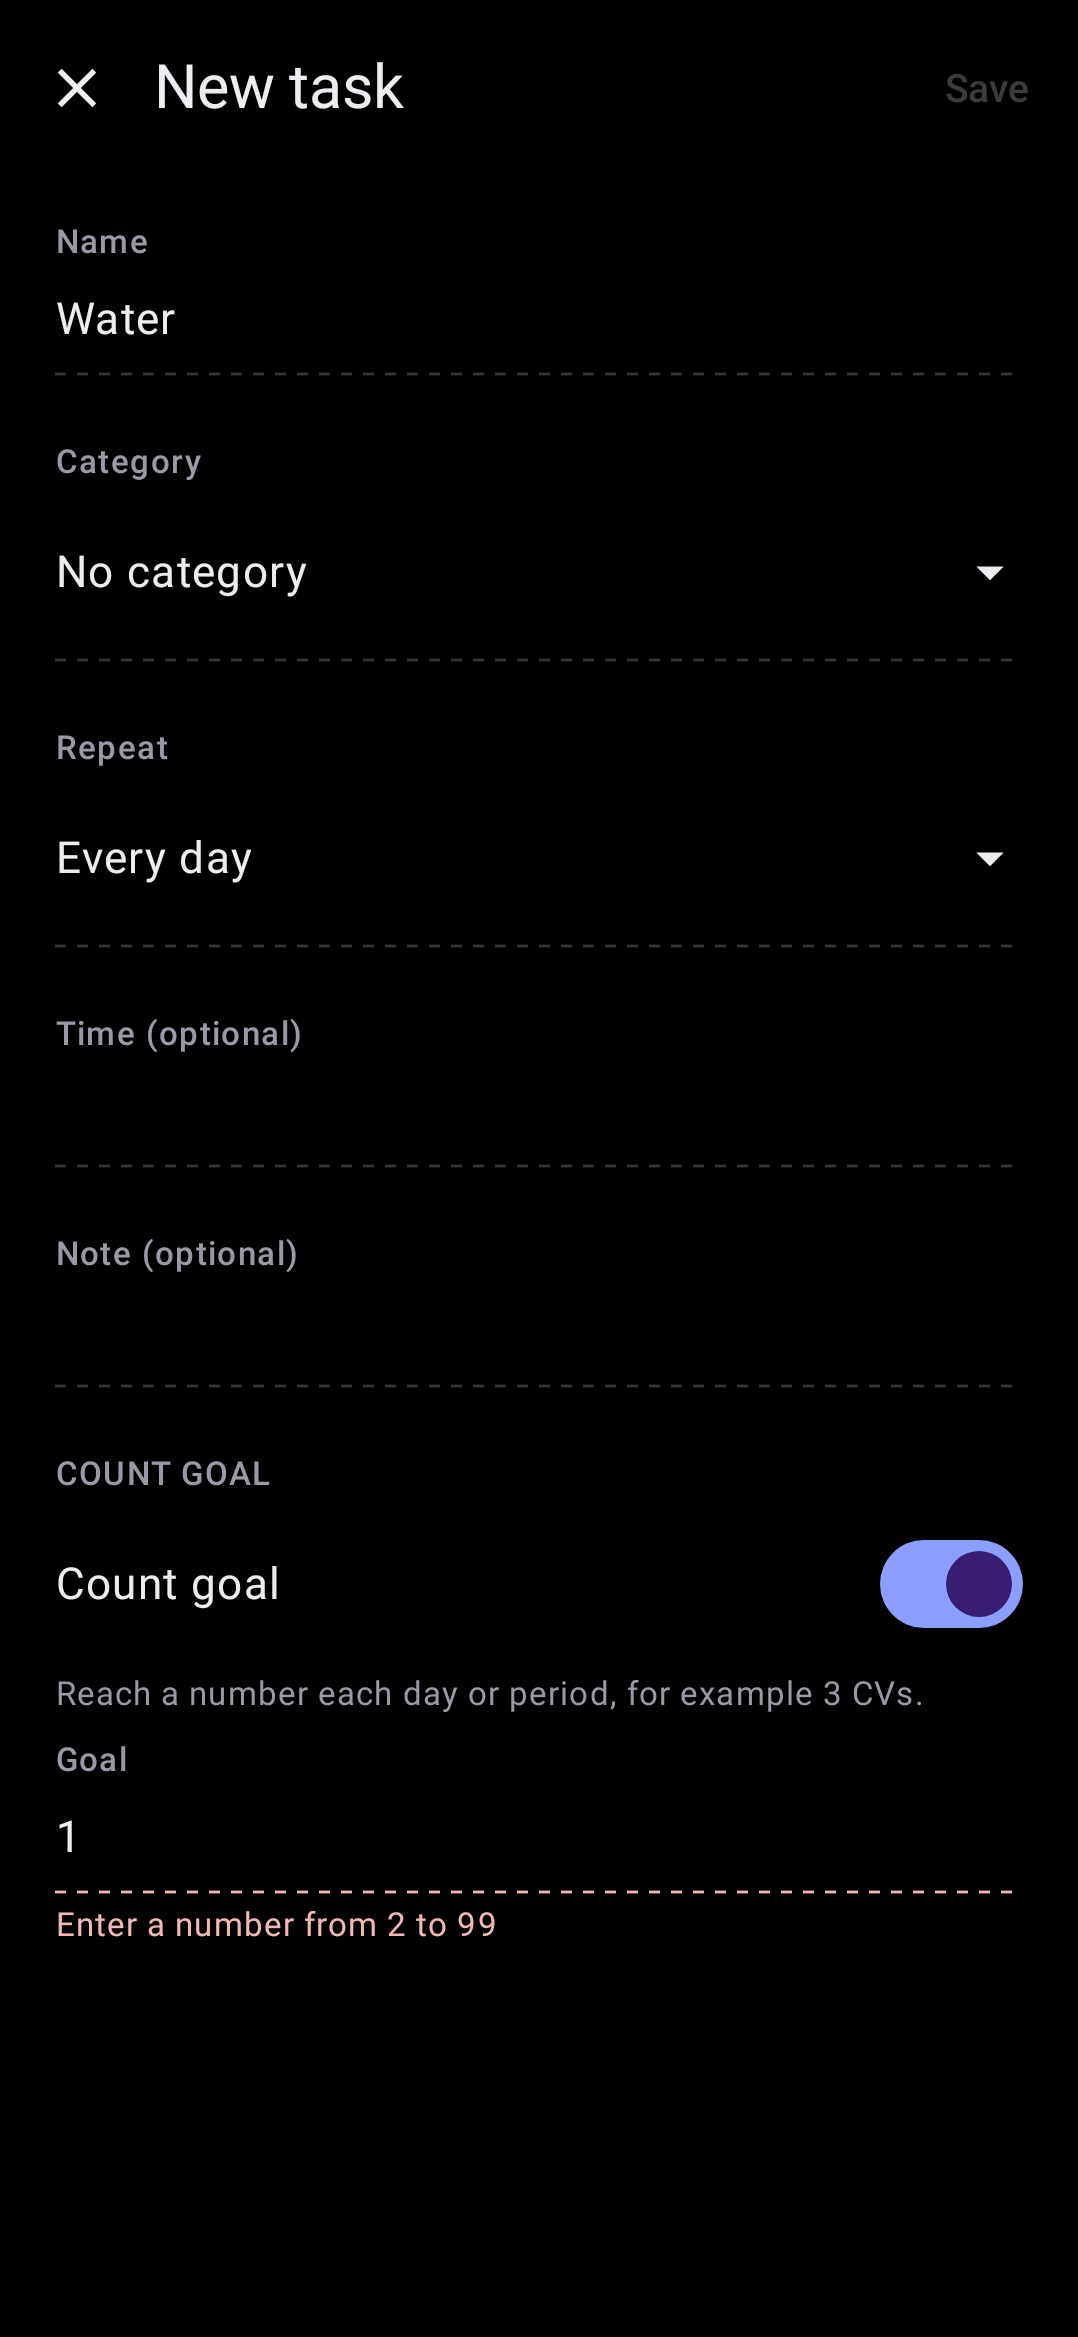 New task
Save
Name
Water
Category
No category
Repeat
Every day
Time (optional)
Note (optional)
COUNT GOAL
Count goal
Reach a number each day or period, for example 3 CVs.
Goal
1
Enter a number from 2 to 99